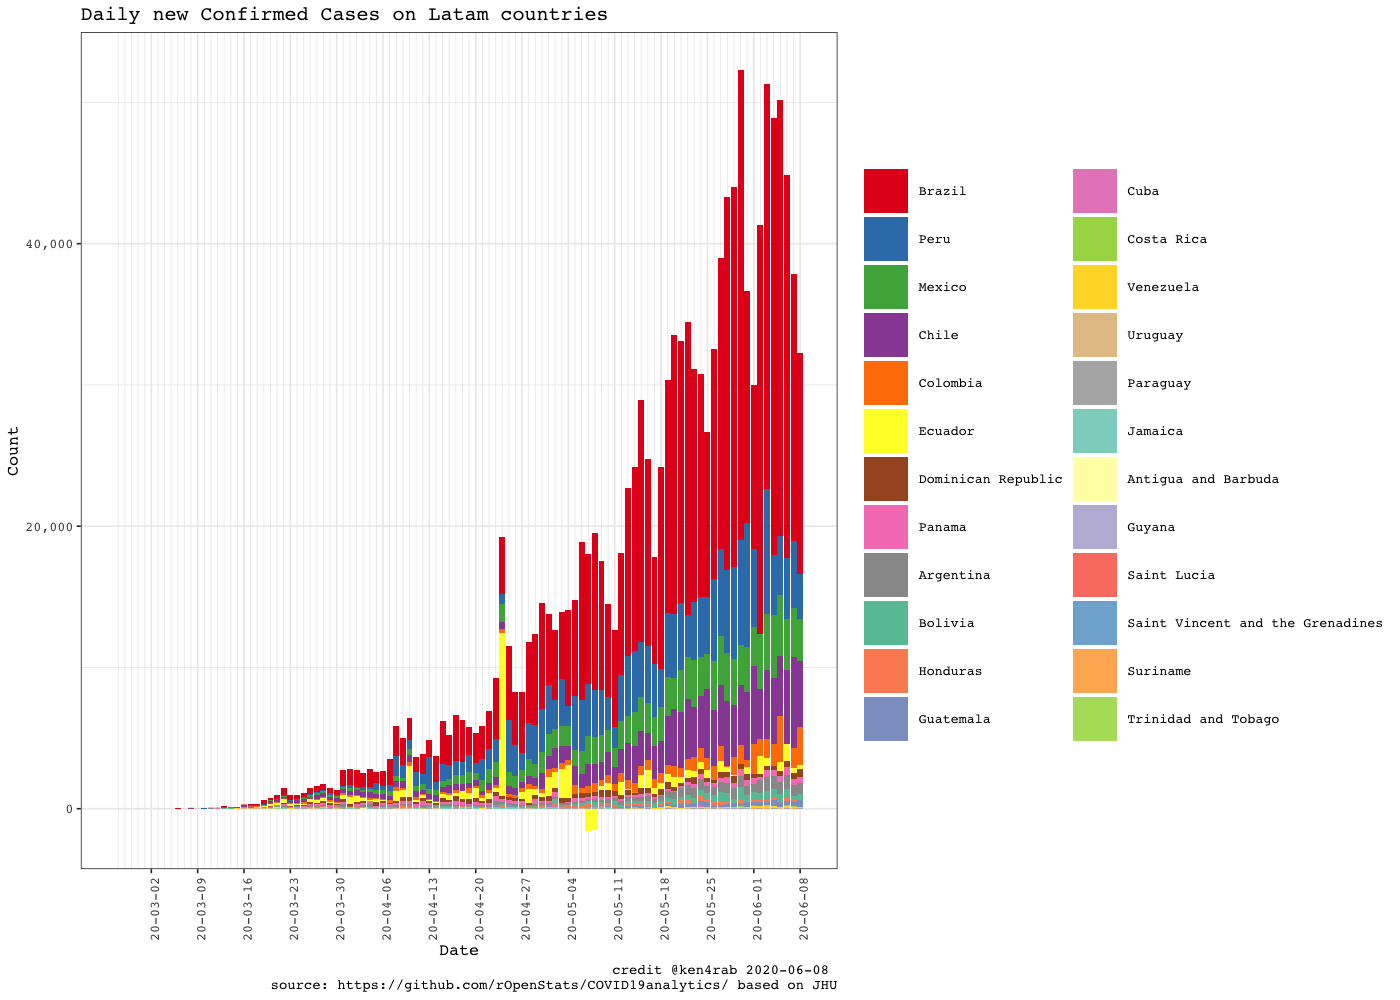 Daily new Confirmed Cases on Latam countries
Count
40,000
20,000
0
20-03-02
20-03-09
20-03-16
20-03-23
20-03-30
20-04-06
20-04-13
20-04-20
20-04-27
20-05-04
20-05-11
20-05-18
20-05-25
20-06-01
20-06-08
Date
Brazil
Peru
Mexico
Chile
Colombia
Ecuador
Dominican Republic
Panama
Argentina
Bolivia
Honduras
Guatemala
Cuba
Costa Rica
Venezuela
Uruguay
Paraguay
Jamaica
Antigua and Barbuda
Guyana
Saint Lucia
Saint Vincent and the Grenadines
Suriname
Trinidad and Tobago
credit @ken4rab 2020-06-08
source: https://github.com/rOpenStats/COVID19analytics/ based on JHU